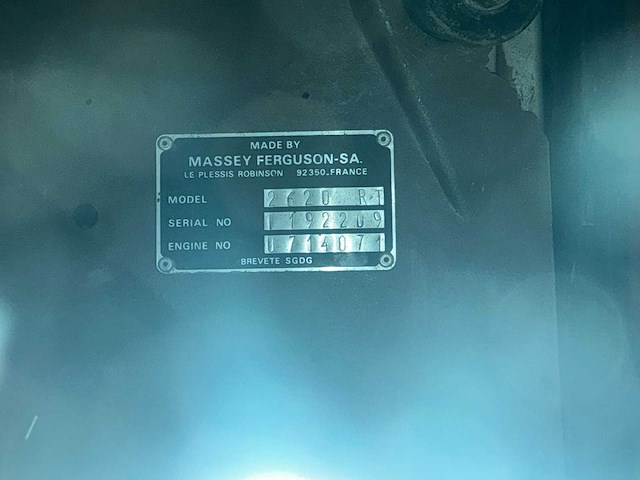 MADE BY
MASSEY FERGUSON-SA.
LE PLESSIS ROBINSON 92350.FRANCE
MODEL 2620 RT
SERIAL NO 192209
ENGINE NO 0714071
BREVETE SGDG